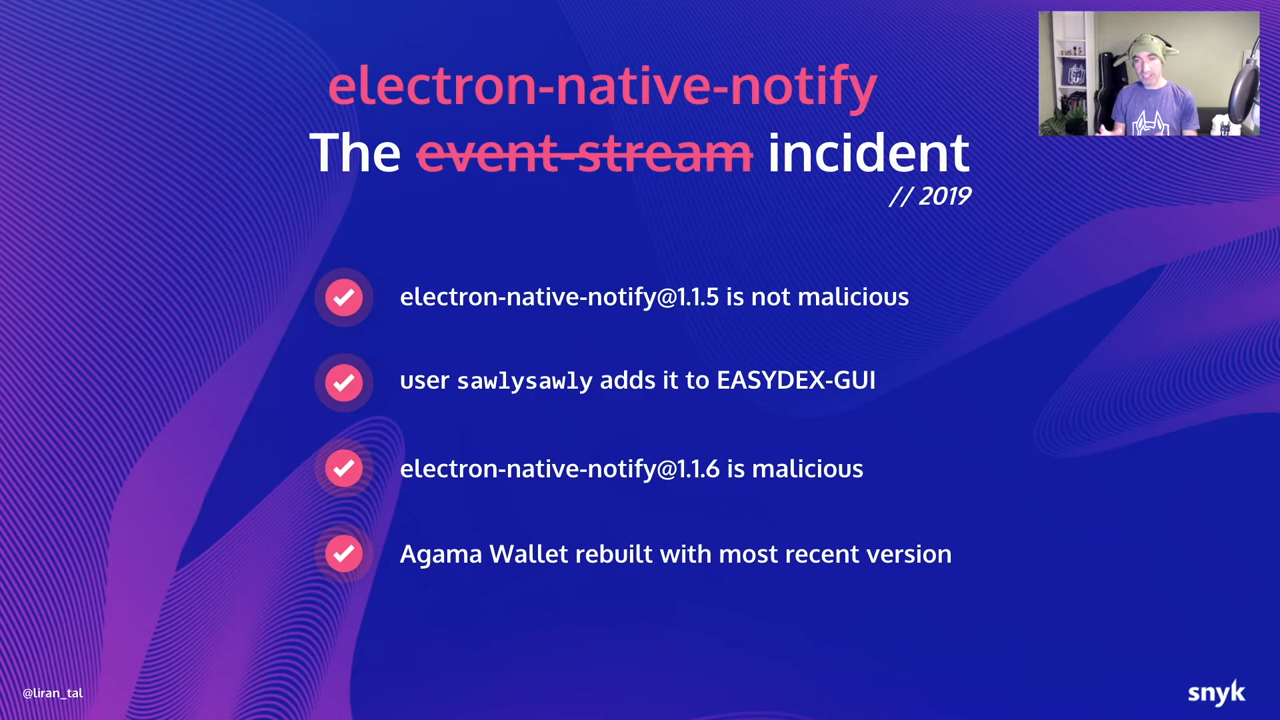 electron-native-notify
The event-stream incident
// 2019
electron-native-notify@1.1.5 is not malicious
user sawlysawly adds it to EASYDEX-GUI
electron-native-notify@1.1.6 is malicious
Agama Wallet rebuilt with most recent version
@liran_tal
snyk